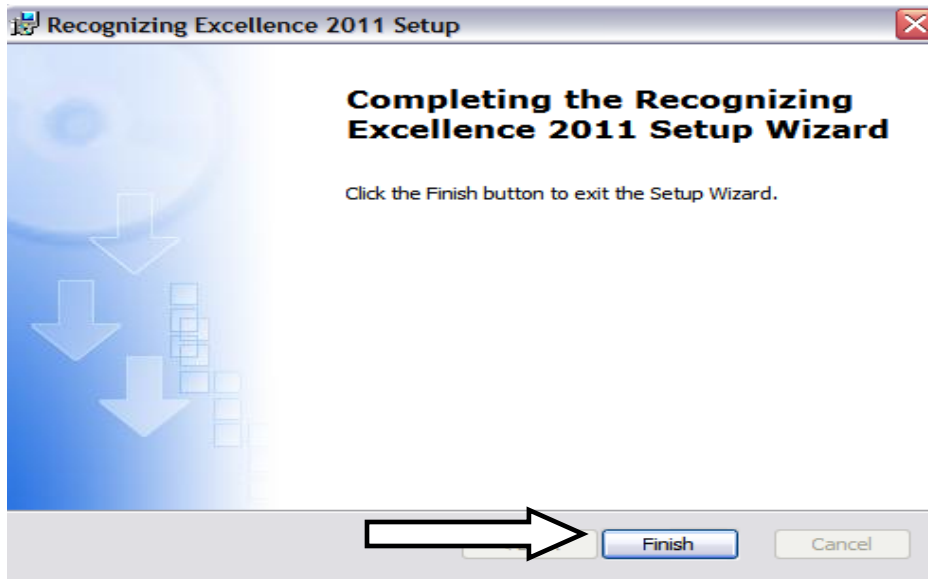 Recognizing Excellence 2011 Setup
Completing the Recognizing
Excellence 2011 Setup Wizard
Click the Finish button to exit the Setup Wizard.
Finish
Cancel